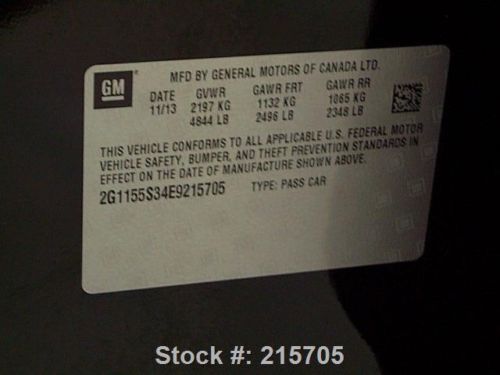 GM
MFD BY GENERAL MOTORS OF CANADA LTD.
DATE GVWR GAWR FRT GAWR RR
11/13 2197 KG 1132 KG 1065 KG
4844 LB 2496 LB 2348 LB
THIS VEHICLE CONFORMS TO ALL APPLICABLE U.S. FEDERAL MOTOR
VEHICLE SAFETY, BUMPER, AND THEFT PREVENTION STANDARDS IN
EFFECT ON THE DATE OF MANUFACTURE SHOWN ABOVE.
2G1155S34E9215705 TYPE: PASS CAR
Stock #: 215705